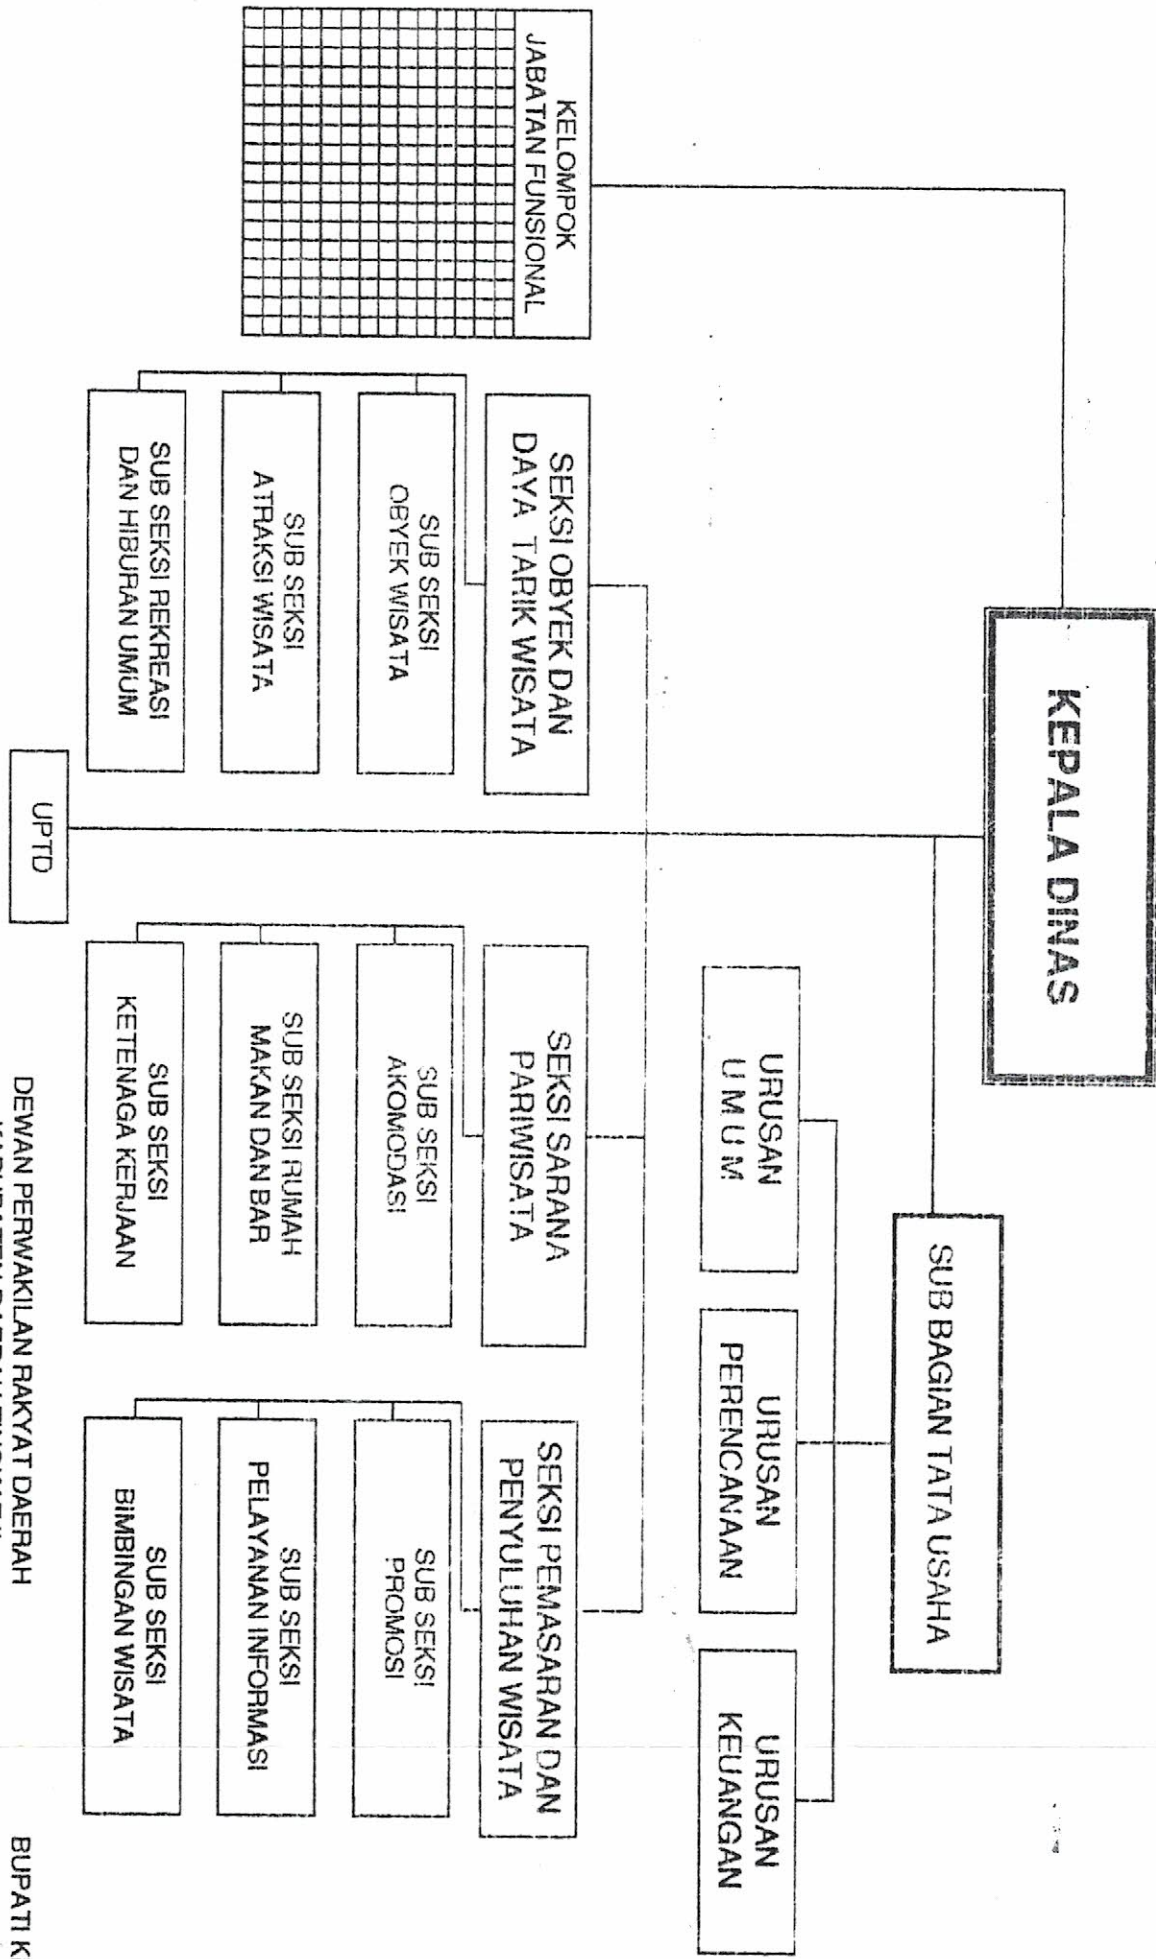 KEPALA DINAS
SUB BAGIAN TATA USAHA
URUSAN
U M U M
URUSAN
PERENCANAAN
URUSAN
KEUANGAN
KELOMPOK
JABATAN FUNSIONAL
SEKSI OBYEK DAN
DAYA TARIK WISATA
SUB SEKSI
OBYEK WISATA
SUB SEKSI
ATRAKSI WISATA
SUB SEKSI REKREASI
DAN HIBURAN UMUM
SEKSI SARANA
PARIWISATA
SUB SEKSI
AKOMODASI
SUB SEKSI RUMAH
MAKAN DAN BAR
SUB SEKSI
KETENAGA KERJAAN
SEKSI PEMASARAN DAN
PENYULUHAN WISATA
SUB SEKSI
PROMOSI
SUB SEKSI
PELAYANAN INFORMASI
SUB SEKSI
BIMBINGAN WISATA
UPTD
DEWAN PERWAKILAN RAKYAT DAERAH
BUPATI